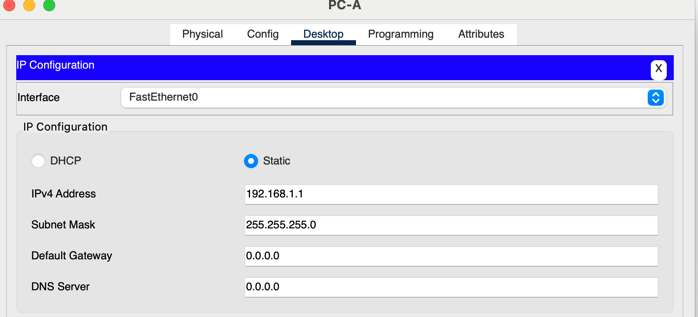 PC-A
Physical Config Desktop Programming Attributes
IP Configuration X
Interface FastEthernet0
IP Configuration
DHCP Static
IPv4 Address 192.168.1.1
Subnet Mask 255.255.255.0
Default Gateway 0.0.0.0
DNS Server 0.0.0.0